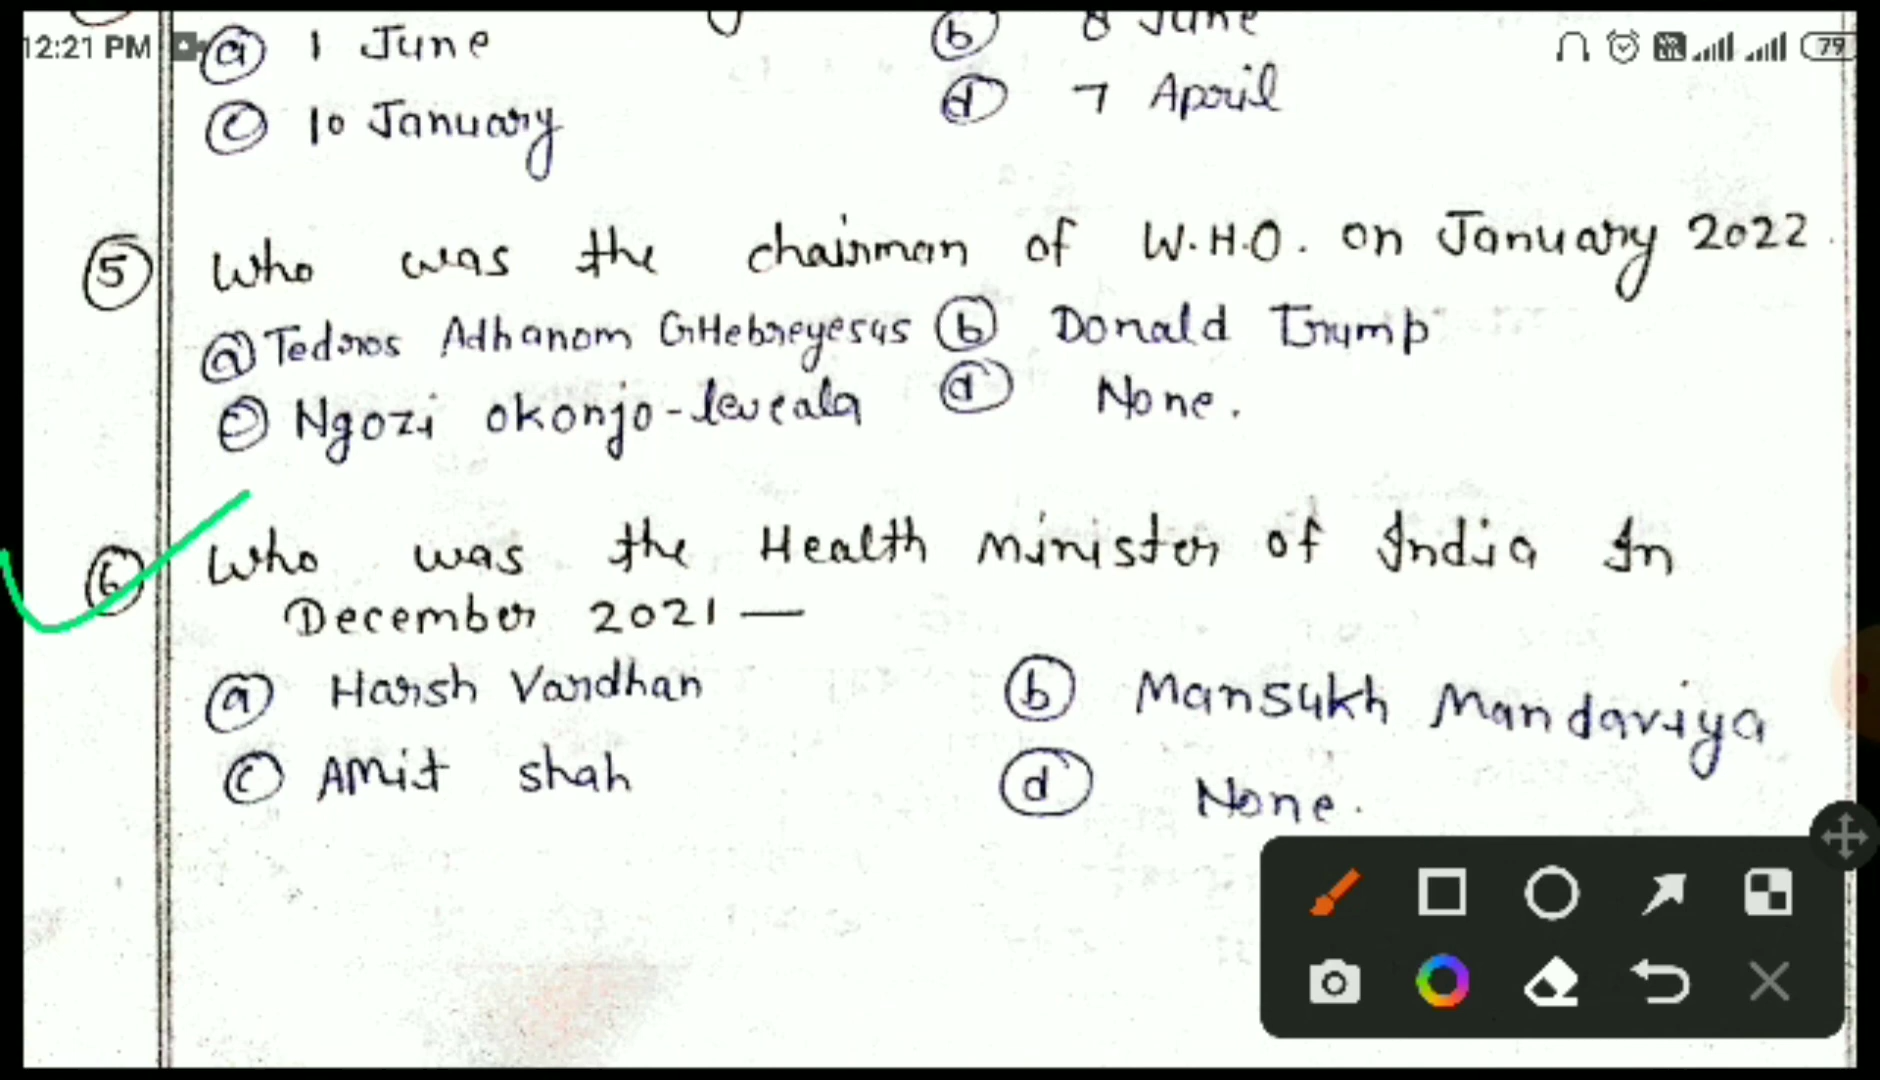 12:21 PM
79
ⓐ 1 June ⓑ 8 June
ⓒ 10 January ⓓ 7 April
⑤ Who was the chairman of W.H.O. on January 2022.
ⓐ Tedros Adhanom GHebreyesus ⓑ Donald Trump
ⓒ Ngozi okonjo-leveala ⓓ None.
⑥ Who was the Health minister of India In
December 2021 —
ⓐ Harsh Vardhan ⓑ Mansukh Mandaviya
ⓒ Amit shah ⓓ None.